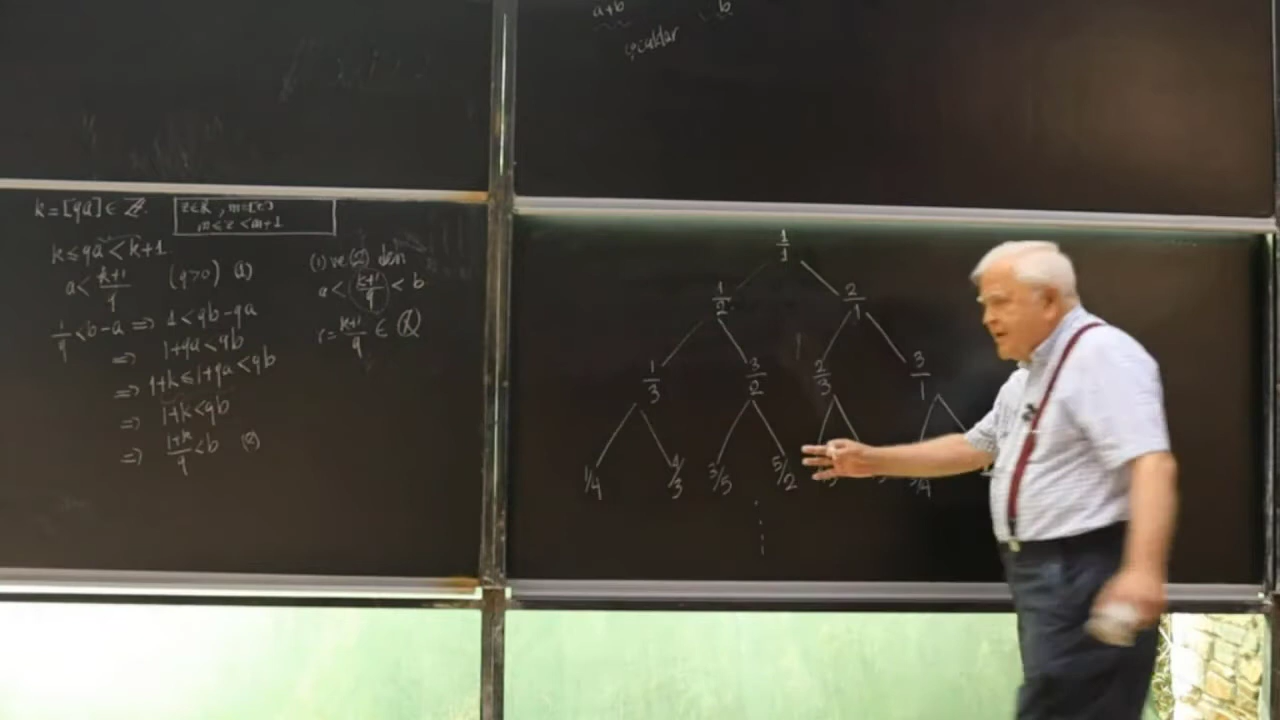 a+b b
çocuklar
k = [qa] ∈ ℤ.
z∈ℝ, m=[z]
m ≤ z < m+1
k ≤ qa < k+1
a < k+1/q (q>0) (1)
1/q < b-a => 1 < qb-qa
=> 1+qa < qb
=> 1+k ≤ 1+qa < qb
=> 1+k < qb
=> 1+k/q < b (2)
(1) ve (2) den
a < k+1/q < b
r = k+1/q ∈ ℚ
1/1
1/2 2/1
1/3 3/2 2/3 3/1
1/4 4/3 3/5 5/2 3/4